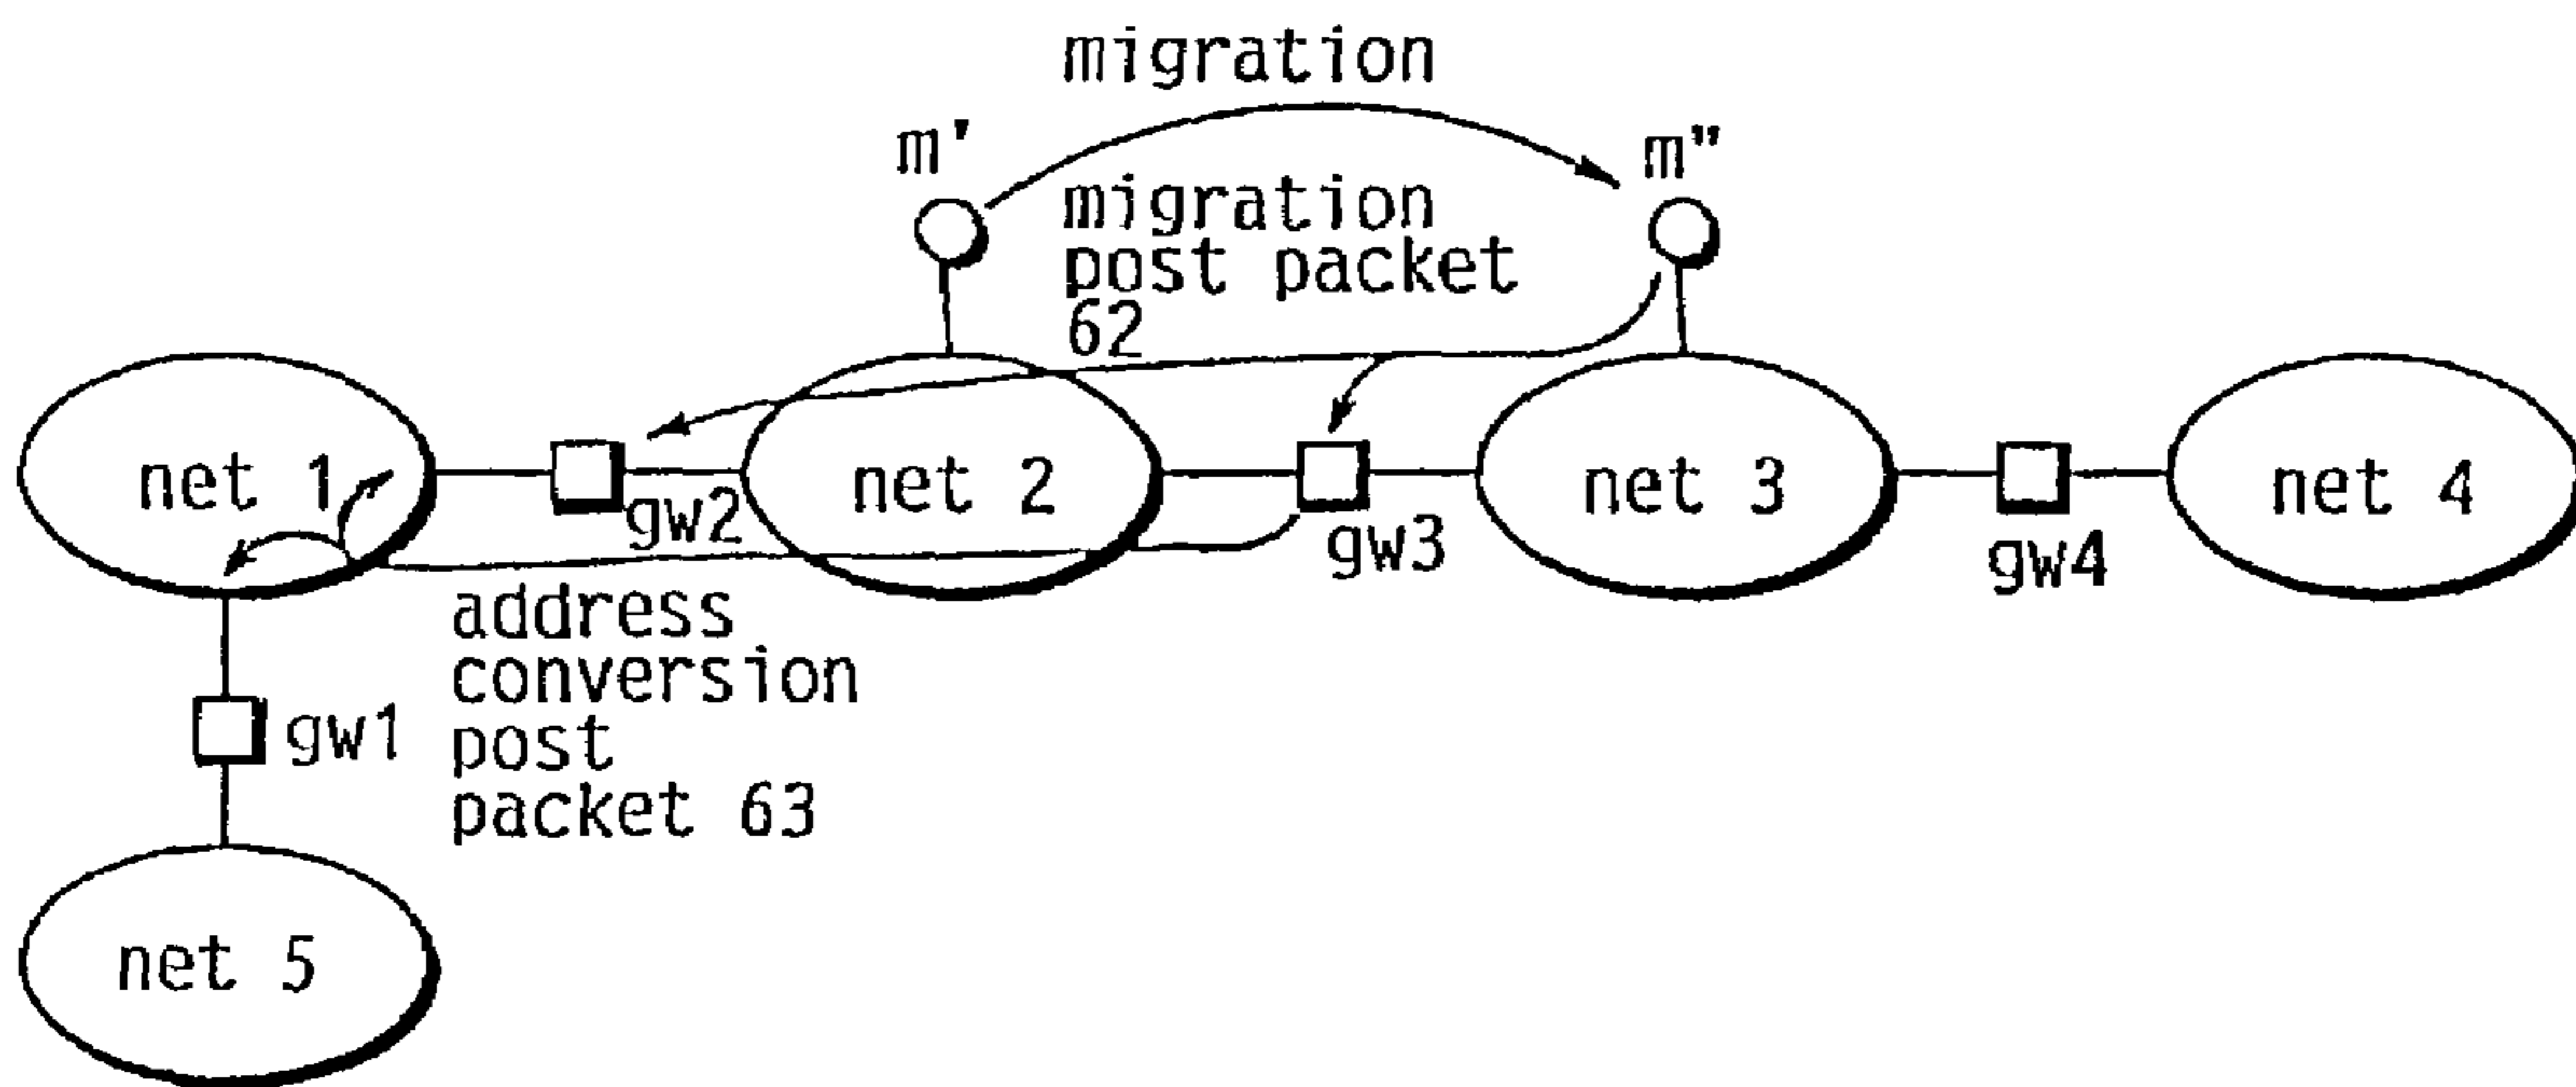 migration
m'
m"
migration
post packet
62
net 1
gw2
net 2
gw3
net 3
gw4
net 4
address
conversion
post
packet 63
gw1
net 5